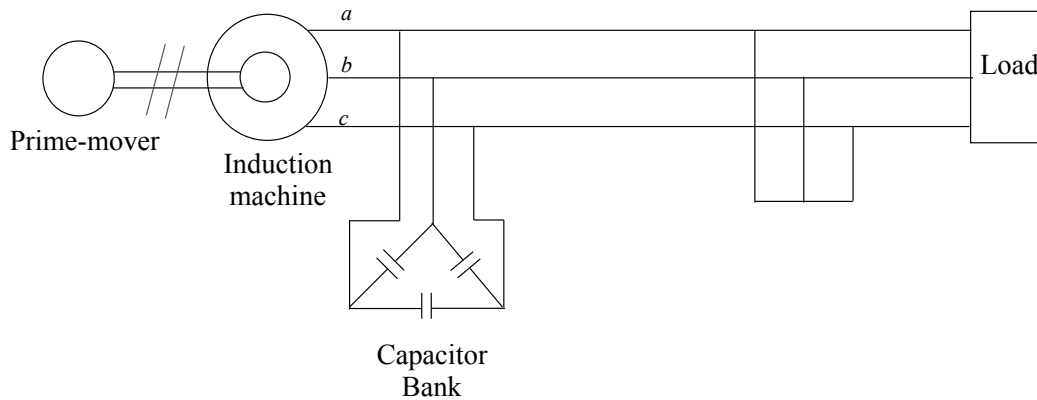 a
b
c
Load
Prime-mover
Induction
machine
Capacitor
Bank